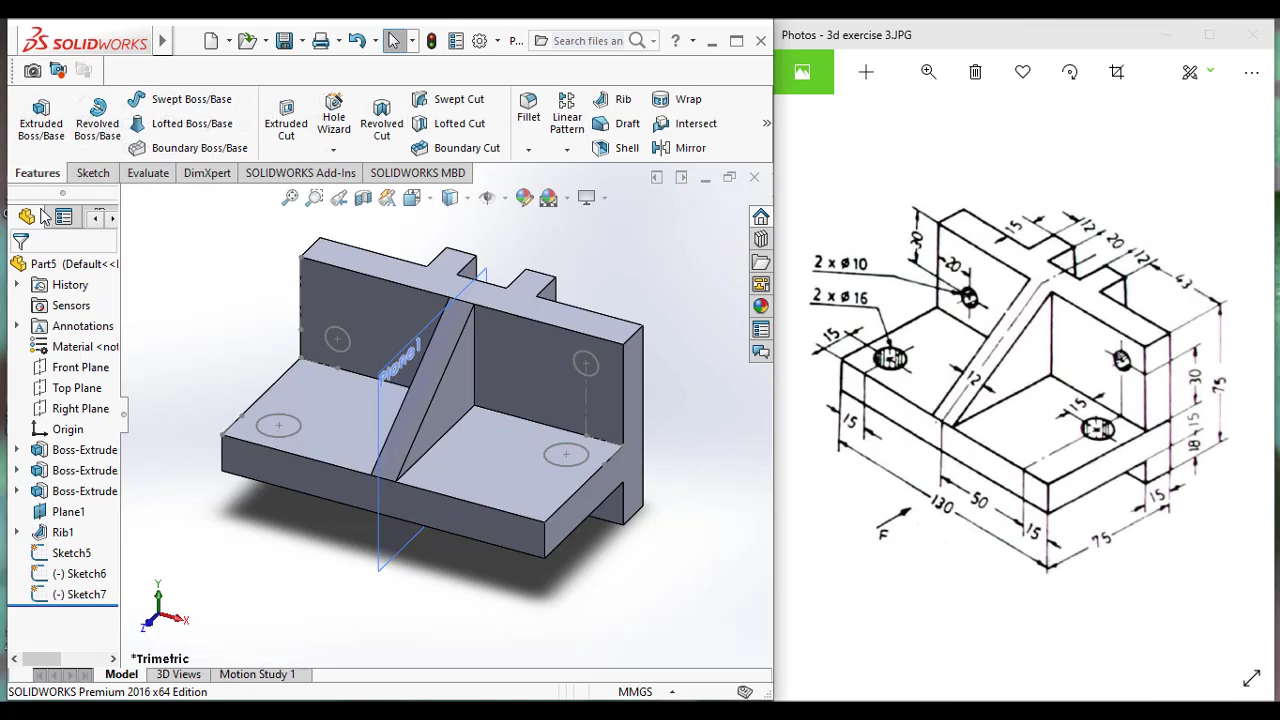 SOLIDWORKS
P...
Search files an
?
Photos - 3d exercise 3.JPG
Extruded Boss/Base
Revolved Boss/Base
Swept Boss/Base
Lofted Boss/Base
Boundary Boss/Base
Extruded Cut
Hole Wizard
Revolved Cut
Swept Cut
Lofted Cut
Boundary Cut
Fillet
Linear Pattern
Rib
Draft
Shell
Wrap
Intersect
Mirror
Features
Sketch
Evaluate
DimXpert
SOLIDWORKS Add-Ins
SOLIDWORKS MBD
Part5 (Default<<
History
Sensors
Annotations
Material <not
Front Plane
Top Plane
Right Plane
Origin
Boss-Extrude
Boss-Extrude
Boss-Extrude
Plane1
Rib1
Sketch5
(-) Sketch6
(-) Sketch7
Plane1
Y
X
Z
*Trimetric
Model
3D Views
Motion Study 1
SOLIDWORKS Premium 2016 x64 Edition
MMGS
30
15
12
20
12
43
20
2 x ⌀ 10
2 x ⌀ 16
15
12
15
15
30
75
15
18
50
130
15
15
75
F